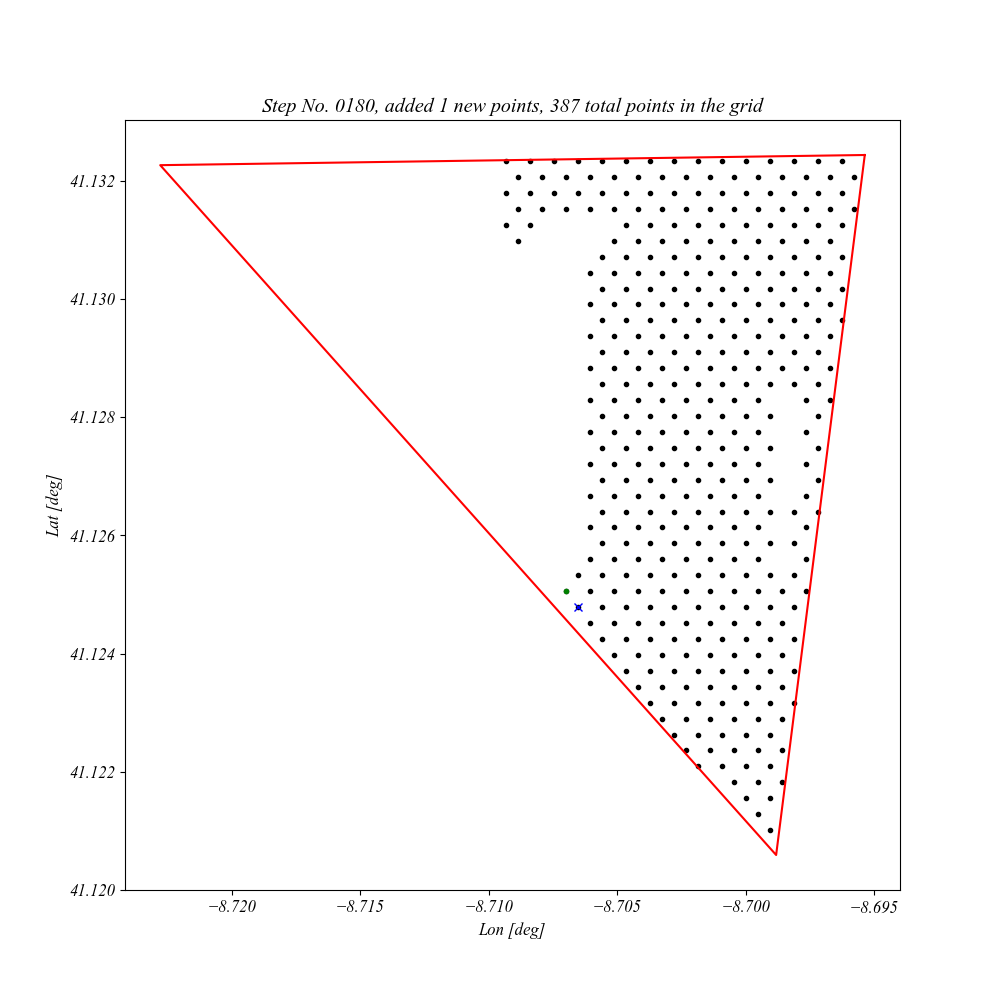 Step No. 0180, added 1 new points, 387 total points in the grid
41.132
41.130
41.128
41.126
41.124
41.122
41.120
Lat [deg]
−8.720 −8.715 −8.710 −8.705 −8.700 −8.695
Lon [deg]